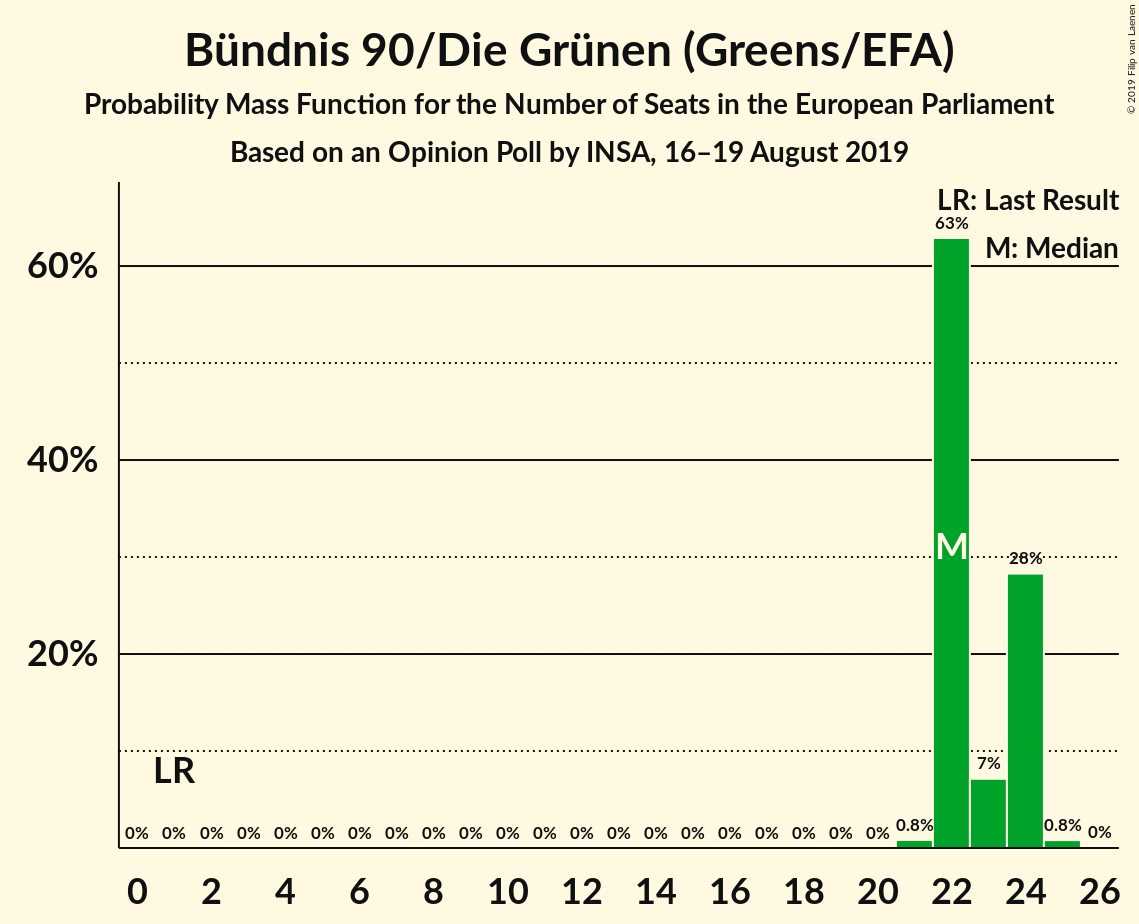 Bündnis 90/Die Grünen (Greens/EFA)
Probability Mass Function for the Number of Seats in the European Parliament
Based on an Opinion Poll by INSA, 16–19 August 2019
© 2019 Filip van Laenen
LR: Last Result
63%
M: Median
60%
40%
M
28%
20%
LR
7%
0% 0% 0% 0% 0% 0% 0% 0% 0% 0% 0% 0% 0% 0% 0% 0% 0% 0% 0% 0% 0% 0.8% 0.8% 0%
0 2 4 6 8 10 12 14 16 18 20 22 24 26